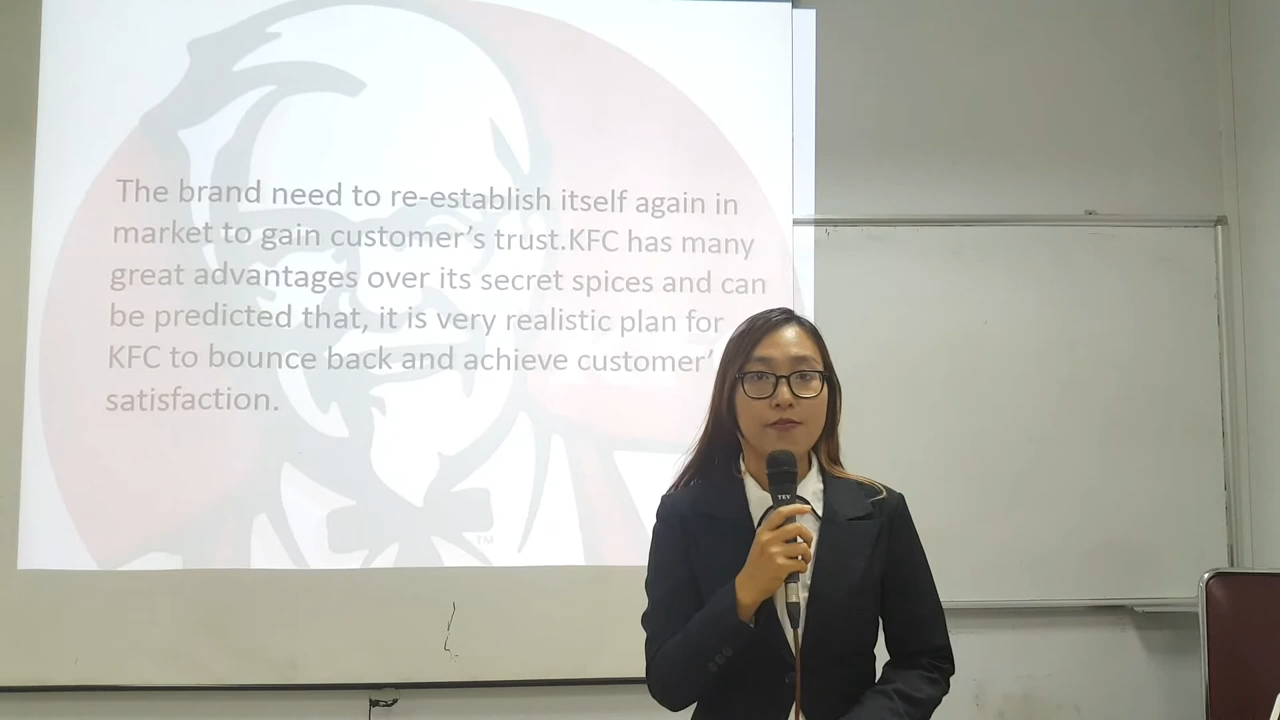 The brand need to re-establish itself again in
market to gain customer's trust.KFC has many
great advantages over its secret spices and can
be predicted that, it is very realistic plan for
KFC to bounce back and achieve customer'
satisfaction.
TM
TEV